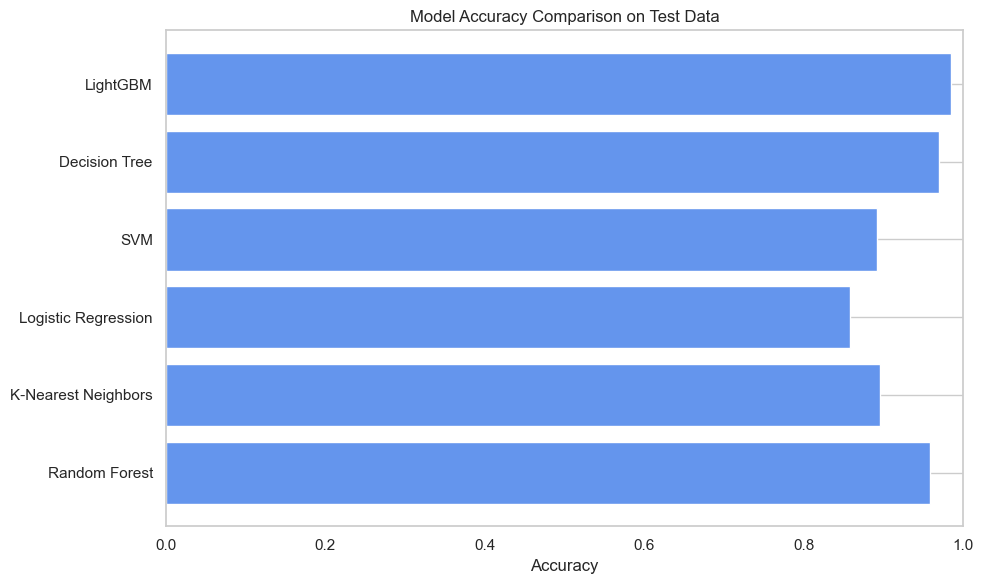 Model Accuracy Comparison on Test Data
LightGBM
Decision Tree
SVM
Logistic Regression
K-Nearest Neighbors
Random Forest
0.0 0.2 0.4 0.6 0.8 1.0
Accuracy